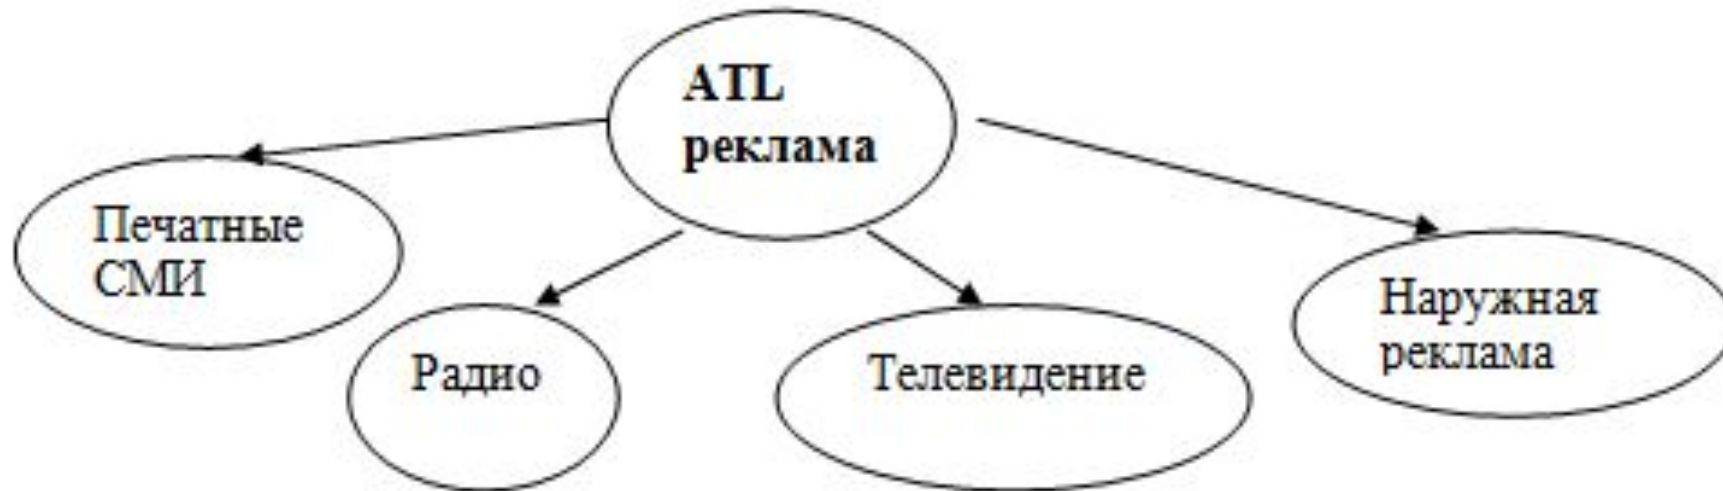 ATL
реклама
Печатные
СМИ
Радио
Телевидение
Наружная
реклама